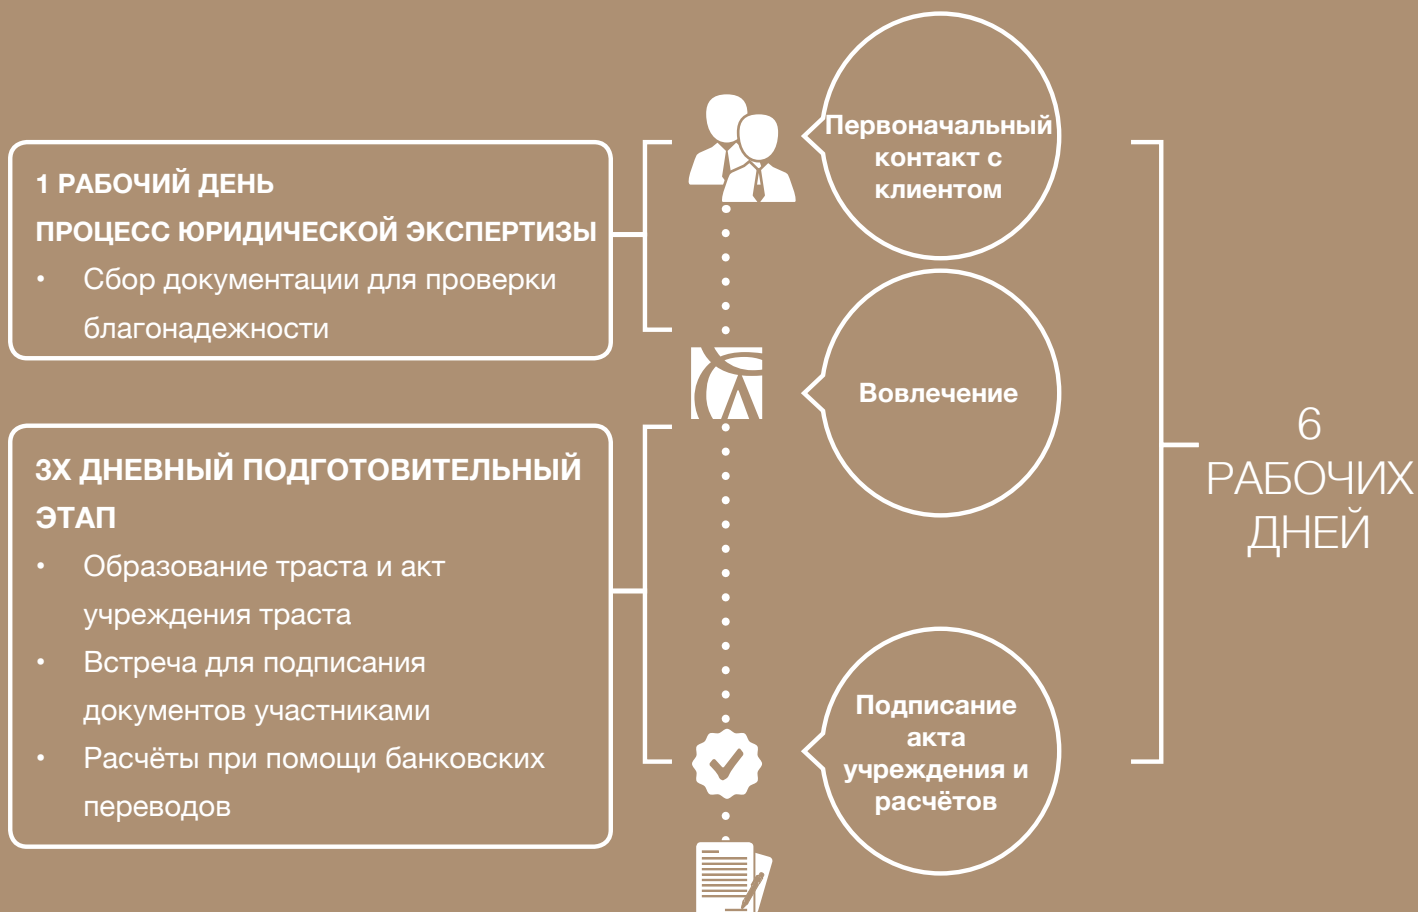 Первоначальный
контакт с
клиентом
1 РАБОЧИЙ ДЕНЬ
ПРОЦЕСС ЮРИДИЧЕСКОЙ ЭКСПЕРТИЗЫ
• Сбор документации для проверки
благонадежности
Вовлечение
6
РАБОЧИХ
ДНЕЙ
3Х ДНЕВНЫЙ ПОДГОТОВИТЕЛЬНЫЙ
ЭТАП
• Образование траста и акт
учреждения траста
• Встреча для подписания
документов участниками
• Расчёты при помощи банковских
переводов
Подписание
акта
учреждения и
расчётов